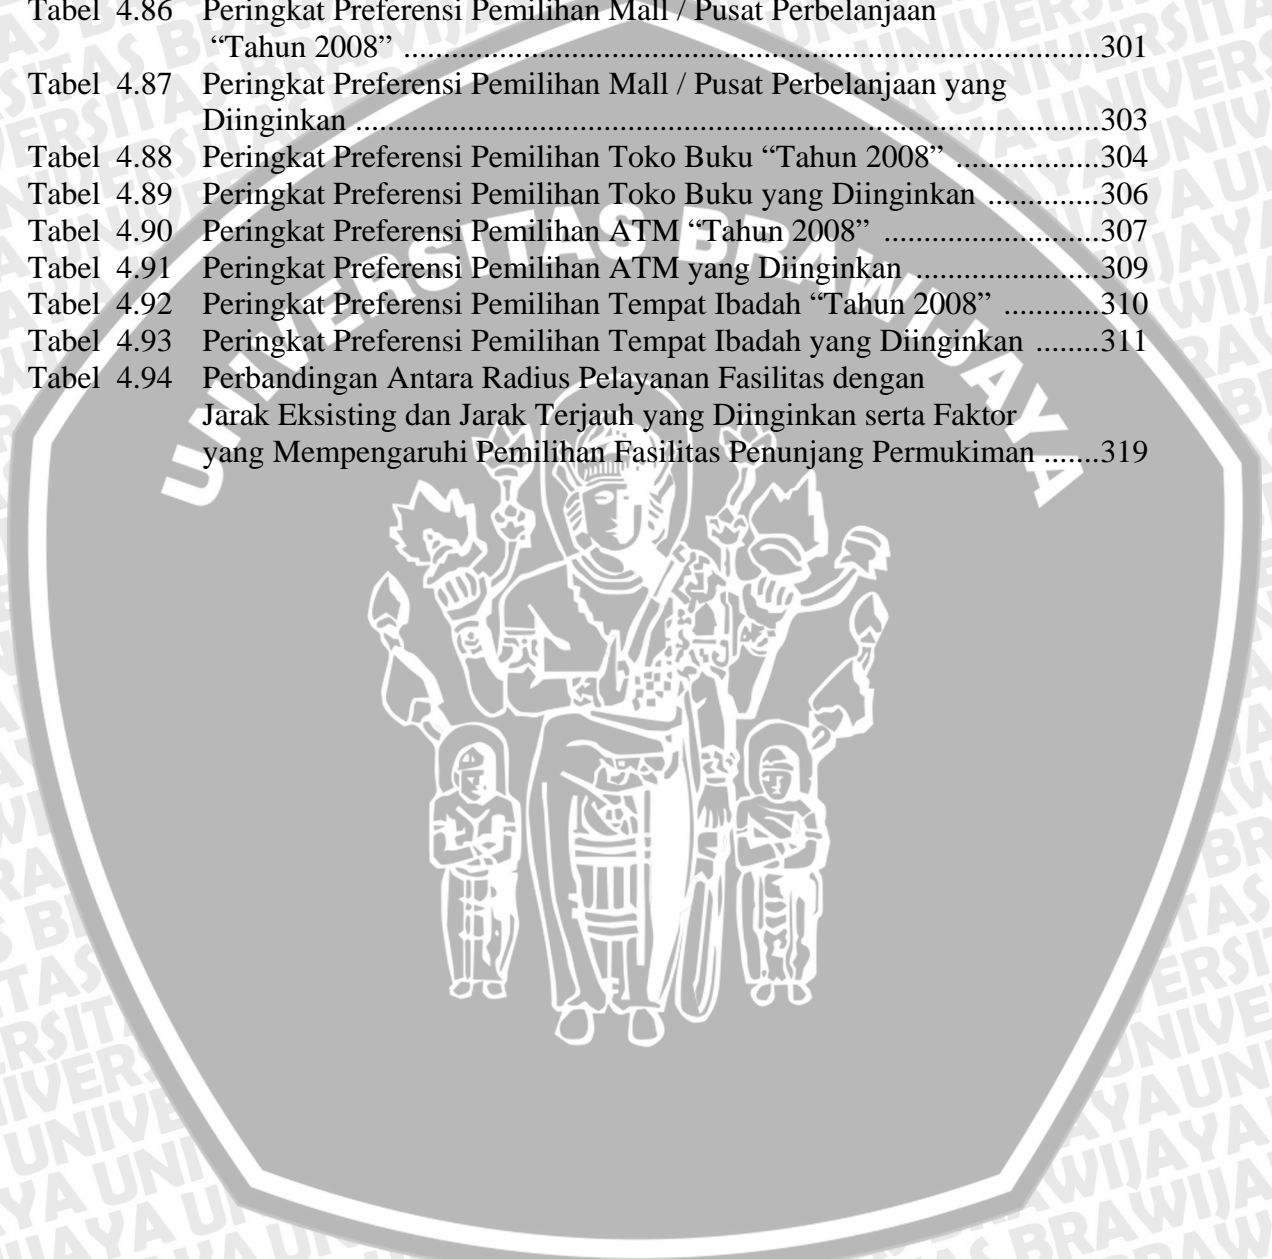 Tabel 4.86 Peringkat Preferensi Pemilihan Mall / Pusat Perbelanjaan
“Tahun 2008” ........................................................................................301
Tabel 4.87 Peringkat Preferensi Pemilihan Mall / Pusat Perbelanjaan yang
Diinginkan ..............................................................................................303
Tabel 4.88 Peringkat Preferensi Pemilihan Toko Buku “Tahun 2008” ..................304
Tabel 4.89 Peringkat Preferensi Pemilihan Toko Buku yang Diinginkan ..............306
Tabel 4.90 Peringkat Preferensi Pemilihan ATM “Tahun 2008” ...........................307
Tabel 4.91 Peringkat Preferensi Pemilihan ATM yang Diinginkan .......................309
Tabel 4.92 Peringkat Preferensi Pemilihan Tempat Ibadah “Tahun 2008” ............310
Tabel 4.93 Peringkat Preferensi Pemilihan Tempat Ibadah yang Diinginkan ........311
Tabel 4.94 Perbandingan Antara Radius Pelayanan Fasilitas dengan
Jarak Eksisting dan Jarak Terjauh yang Diinginkan serta Faktor
yang Mempengaruhi Pemilihan Fasilitas Penunjang Permukiman .......319
UNIVERSITAS BRAWIJAYA